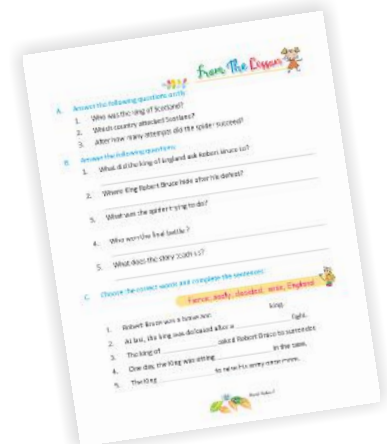 From The Lesson
A. Answer the following questions orally.
1. Who was the king of Scotland?
2. Which country attacked Scotland?
3. After how many attempts did the spider succeed?
B. Answer the following questions:
1. What did the king of England ask Robert Bruce to?
2. Where King Robert Bruce hide after his defeat?
3. What was the spider trying to do?
4. Who won the final battle?
5. What does the story teach us?
C. Choose the correct words and complete the sentences:
Fierce, sadly, decided, England
1. Robert Bruce was a king.
2. At last, the king was defeated after a fight.
3. The king of asked Robert Bruce to surrender.
4. One day, the king was sitting in the cave.
5. The king to raise his army once more.